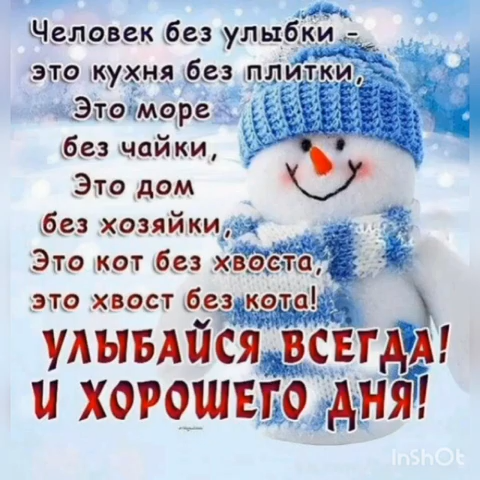 Человек без улыбки -
это кухня без плитки,
Это море
без чайки,
Это дом
без хозяйки,
Это кот без хвоста,
это хвост без кота!
УЛЫБАЙСЯ ВСЕГДА!
И ХОРОШЕГО ДНЯ!
InShOt